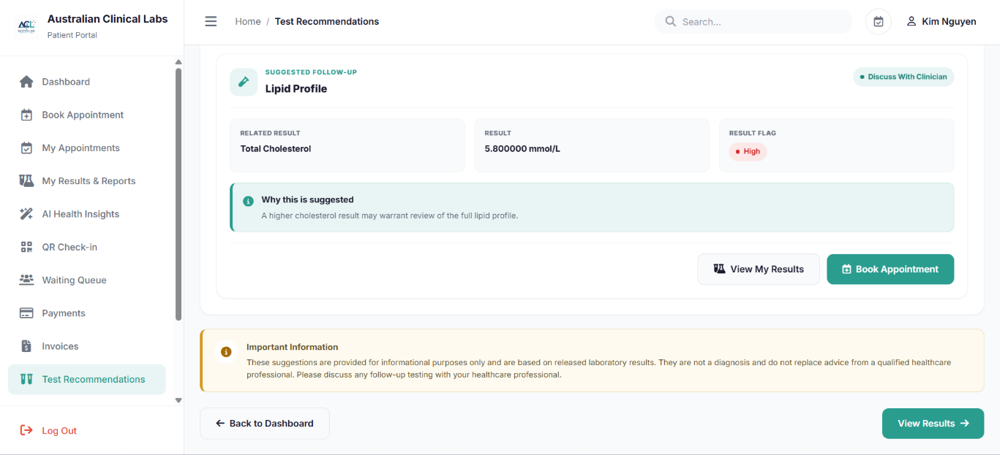 Australian Clinical Labs
Patient Portal
ACL
Home / Test Recommendations
Search...
Kim Nguyen
Dashboard
Book Appointment
My Appointments
My Results & Reports
AI Health Insights
QR Check-in
Waiting Queue
Payments
Invoices
Test Recommendations
Log Out
SUGGESTED FOLLOW-UP
Lipid Profile
Discuss With Clinician
RELATED RESULT
Total Cholesterol
RESULT
5.800000 mmol/L
RESULT FLAG
High
Why this is suggested
A higher cholesterol result may warrant review of the full lipid profile.
View My Results
Book Appointment
Important Information
These suggestions are provided for informational purposes only and are based on released laboratory results. They are not a diagnosis and do not replace advice from a qualified healthcare
professional. Please discuss any follow-up testing with your healthcare professional.
Back to Dashboard
View Results